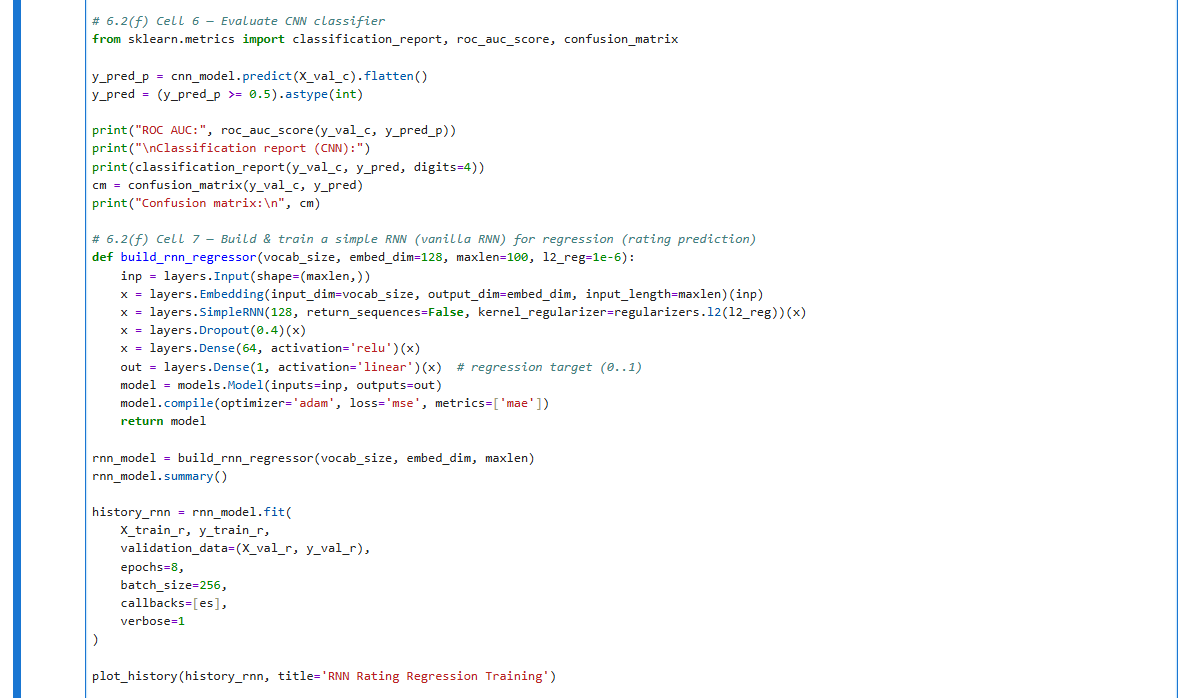 # 6.2(f) Cell 6 — Evaluate CNN classifier
from sklearn.metrics import classification_report, roc_auc_score, confusion_matrix
y_pred_p = cnn_model.predict(X_val_c).flatten()
y_pred = (y_pred_p >= 0.5).astype(int)
print("ROC AUC:", roc_auc_score(y_val_c, y_pred_p))
print("\nClassification report (CNN):")
print(classification_report(y_val_c, y_pred, digits=4))
cm = confusion_matrix(y_val_c, y_pred)
print("Confusion matrix:\n", cm)
# 6.2(f) Cell 7 — Build & train a simple RNN (vanilla RNN) for regression (rating prediction)
def build_rnn_regressor(vocab_size, embed_dim=128, maxlen=100, l2_reg=1e-6):
    inp = layers.Input(shape=(maxlen,))
    x = layers.Embedding(input_dim=vocab_size, output_dim=embed_dim, input_length=maxlen)(inp)
    x = layers.SimpleRNN(128, return_sequences=False, kernel_regularizer=regularizers.l2(l2_reg))(x)
    x = layers.Dropout(0.4)(x)
    x = layers.Dense(64, activation='relu')(x)
    out = layers.Dense(1, activation='linear')(x)  # regression target (0..1)
    model = models.Model(inputs=inp, outputs=out)
    model.compile(optimizer='adam', loss='mse', metrics=['mae'])
    return model
rnn_model = build_rnn_regressor(vocab_size, embed_dim, maxlen)
rnn_model.summary()
history_rnn = rnn_model.fit(
    X_train_r, y_train_r,
    validation_data=(X_val_r, y_val_r),
    epochs=8,
    batch_size=256,
    callbacks=[es],
    verbose=1
)
plot_history(history_rnn, title='RNN Rating Regression Training')